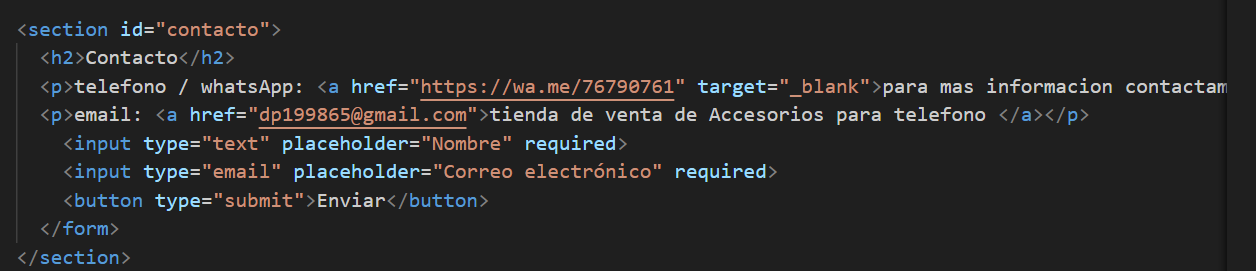 <section id="contacto">
<h2>Contacto</h2>
<p>telefono / whatsApp: <a href="https://wa.me/76790761" target="_blank">para mas informacion contactam
<p>email: <a href="dp199865@gmail.com">tienda de venta de Accesorios para telefono </a></p>
<input type="text" placeholder="Nombre" required>
<input type="email" placeholder="Correo electrónico" required>
<button type="submit">Enviar</button>
</form>
</section>